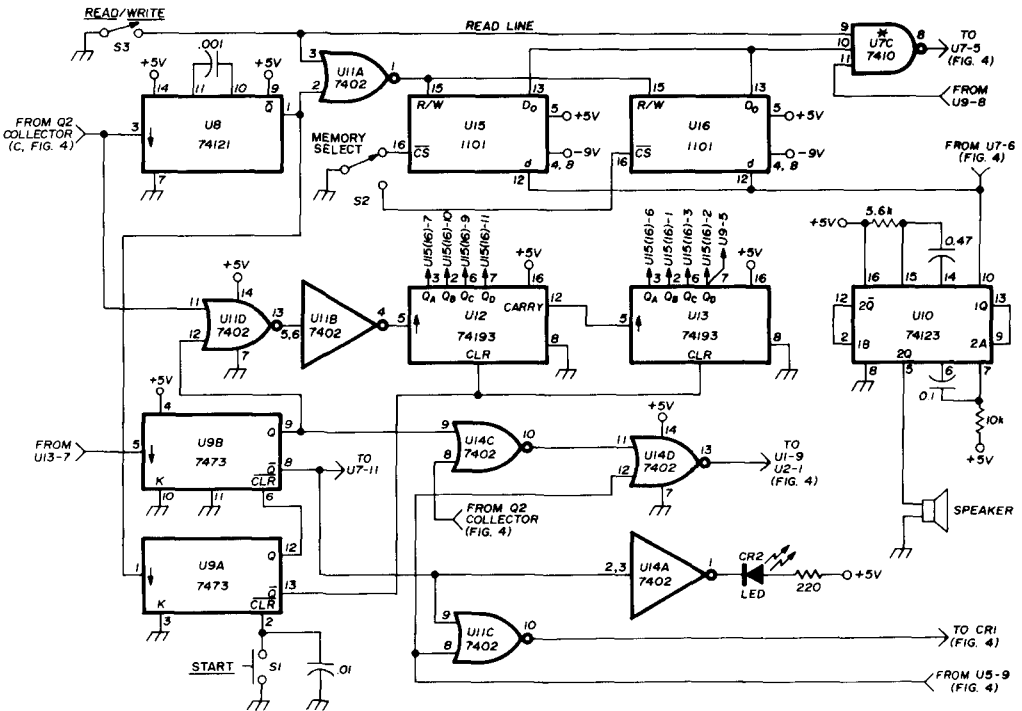 READ/WRITE
S3
READ LINE
9
10
11
U7C
*
7410
8
TO
U7-5
(FIG. 4)
FROM
U9-8
.001
+5V
14
11
10
+5V
9
Q
1
3
U8
74121
7
FROM Q2
COLLECTOR
(C, FIG. 4)
3
2
U11A
7402
1
15
R/W
13
D0
U15
1101
16
CS
5
+5V
-9V
4, 8
d
12
MEMORY
SELECT
S2
15
R/W
13
D0
U16
1101
CS
16
5
+5V
-9V
4, 8
d
12
FROM U7-6
(FIG. 4)
U15(16)-7
U15(16)-10
U15(16)-9
U15(16)-11
3 2 6 7
QA QB QC QD
+5V
16
U12
74193
CARRY
12
5
8
CLR
U15(16)-6
U15(16)-1
U15(16)-3
U15(16)-2
U9-5
3 2 6 7
QA QB QC QD
+5V
16
U13
74193
5
8
CLR
+5V
5.6k
0.47
16
15
14
10
12
2Q
1Q
13
U10
74123
2
1B
2A
9
2Q
8
5
6
7
0.1
10k
+5V
SPEAKER
+5V
14
11
12
U11D
7402
13
7
5,6
U11B
7402
4
+5V
4
FROM
U13-7
5
U9B
7473
Q
9
Q
8
CLR
6
K
10
11
TO
U7-11
1
U9A
7473
Q
12
Q
13
CLR
2
K
3
START
S1
.01
9
8
U14C
7402
10
FROM Q2
COLLECTOR
(FIG. 4)
+5V
14
11
12
U14D
7402
13
7
TO
U1-9
U2-1
(FIG. 4)
2,3
U14A
7402
1
CR2
LED
220
+5V
9
8
U11C
7402
10
TO CR1
(FIG. 4)
FROM U5-9
(FIG. 4)